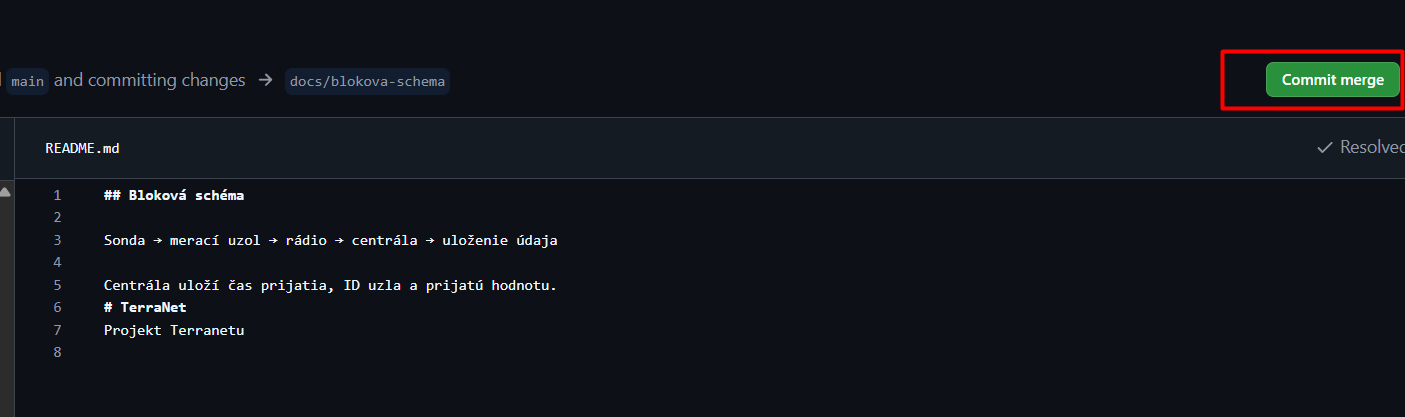 main and committing changes → docs/blokova-schema
Commit merge
README.md
✓ Resolved
1 ## Bloková schéma
2
3 Sonda → merací uzol → rádio → centrála → uloženie údaja
4
5 Centrála uloží čas prijatia, ID uzla a prijatú hodnotu.
6 # TerraNet
7 Projekt Terranetu
8